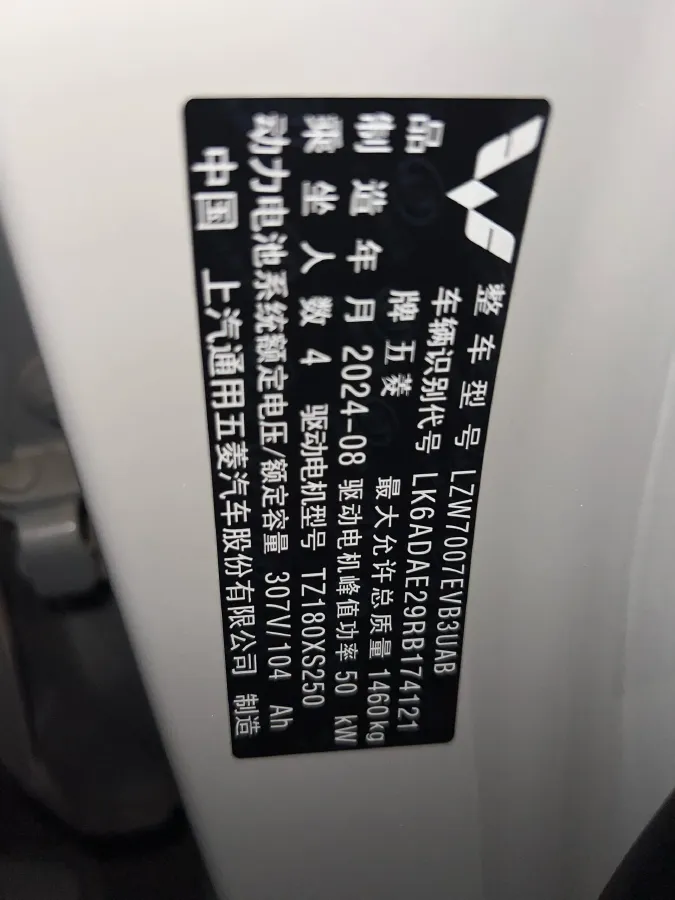 整车型号 LZW7007EVB3UAB
车辆识别代号 LK6ADAE29RB174121
品牌 五菱 最大允许总质量 1460kg
制造年月 2024-08 驱动电机峰值功率 50 kW
乘坐人数 4 驱动电机型号 TZ180XS250
动力电池系统额定电压/额定容量 307V/104 Ah
中国 上汽通用五菱汽车股份有限公司 制造